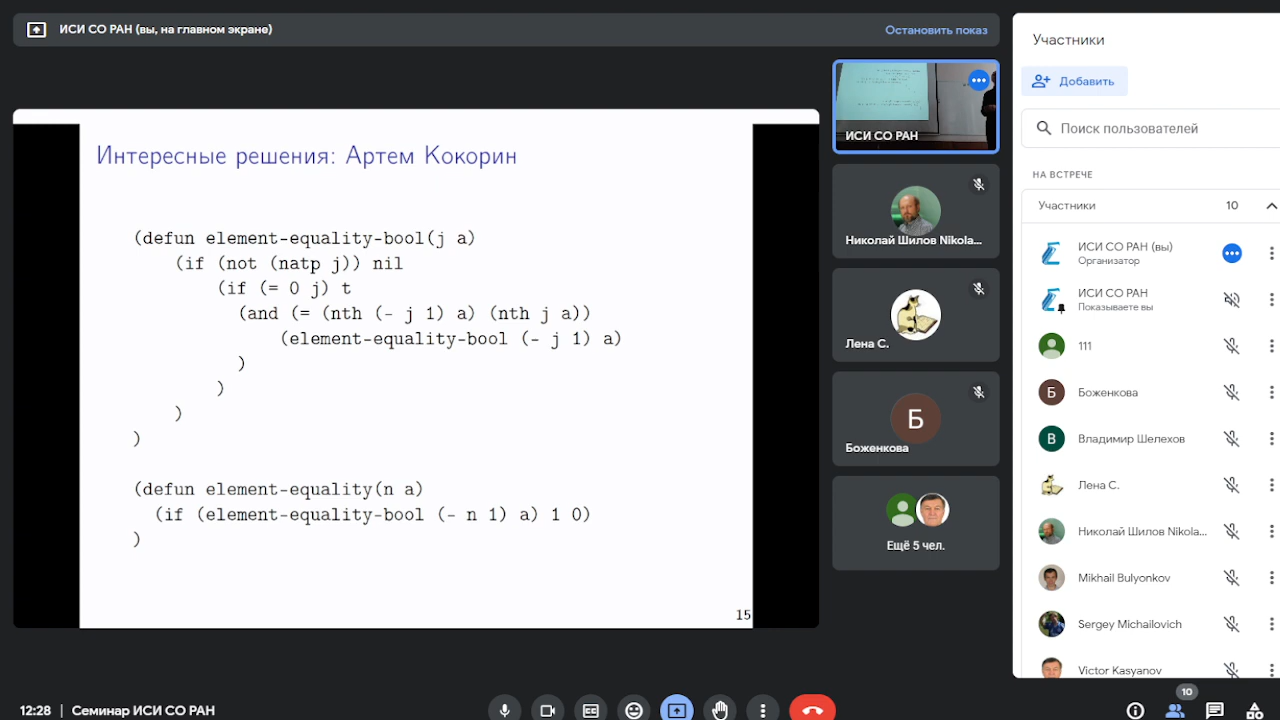 ИСИ СО РАН (вы, на главном экране)
Остановить показ
Интересные решения: Артем Кокорин
(defun element-equality-bool(j a)
(if (not (natp j)) nil
(if (= 0 j) t
(and (= (nth (- j 1) a) (nth j a))
(element-equality-bool (- j 1) a)
)
)
)
)
(defun element-equality(n a)
(if (element-equality-bool (- n 1) a) 1 0)
)
15
ИСИ СО РАН
Николай Шилов Nikola...
Лена С.
Б
Боженкова
Ещё 5 чел.
Участники
Добавить
Поиск пользователей
НА ВСТРЕЧЕ
Участники 10
ИСИ СО РАН (вы)
Организатор
ИСИ СО РАН
Показываете вы
111
Б Боженкова
В Владимир Шелехов
Лена С.
Николай Шилов Nikola...
Mikhail Bulyonkov
Sergey Michailovich
Victor Kasyanov
12:28 | Семинар ИСИ СО РАН
10